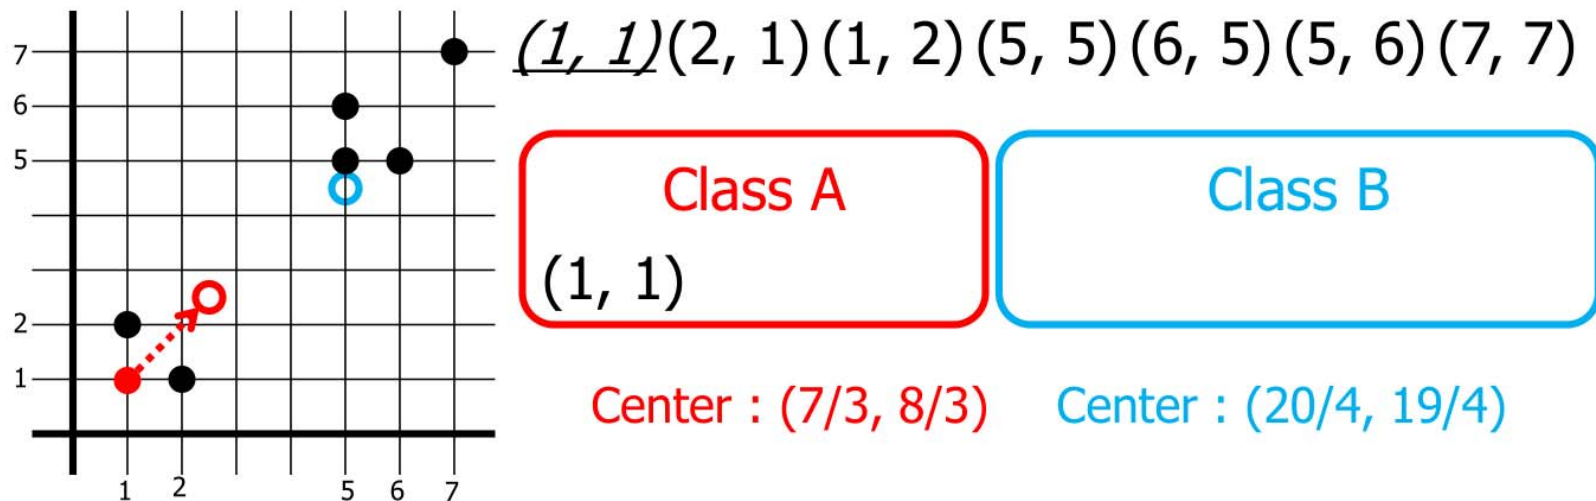 7
6
5
2
1
1 2 5 6 7
(1, 1) (2, 1) (1, 2) (5, 5) (6, 5) (5, 6) (7, 7)
Class A
(1, 1)
Class B
Center : (7/3, 8/3)
Center : (20/4, 19/4)